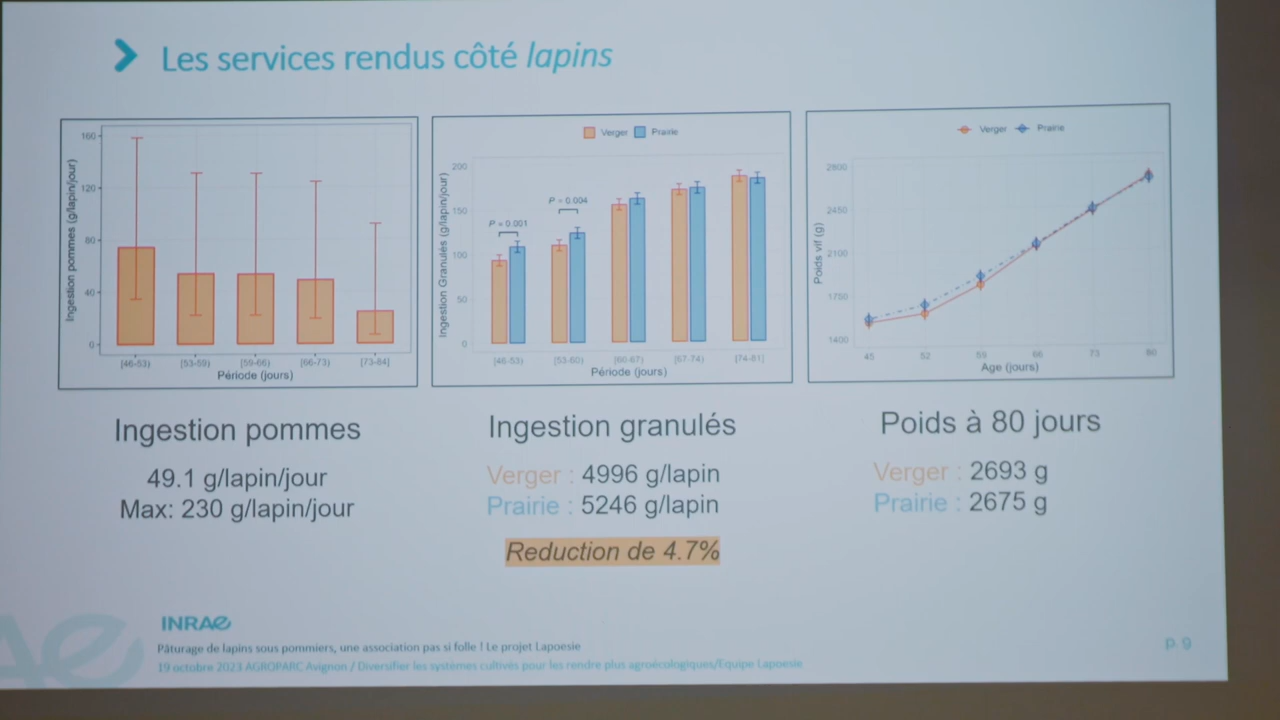 Les services rendus côté lapins
160
120
80
40
0
Ingestion pommes (g/lapin/jour)
[46-53)
[53-59)
[59-66)
[66-73)
[73-84]
Période (jours)
Verger
Prairie
200
150
100
50
0
Ingestion Granulés (g/lapin/jour)
P = 0.001
P = 0.004
[46-53)
[53-60)
[60-67)
[67-74)
[74-81)
Période (jours)
Verger
Prairie
2800
2450
2100
1750
1400
Poids vif (g)
45
52
59
66
73
80
Age (jours)
Ingestion pommes
49.1 g/lapin/jour
Max: 230 g/lapin/jour
Ingestion granulés
Verger : 4996 g/lapin
Prairie : 5246 g/lapin
Reduction de 4.7%
Poids à 80 jours
Verger : 2693 g
Prairie : 2675 g
INRAE
Pâturage de lapins sous pommiers, une association pas si folle ! Le projet Lapoesie
19 octobre 2023 AGROPARC Avignon / Diversifier les systèmes cultivés pour les rendre plus agroécologiques/Equipe Lapoesie
p. 9